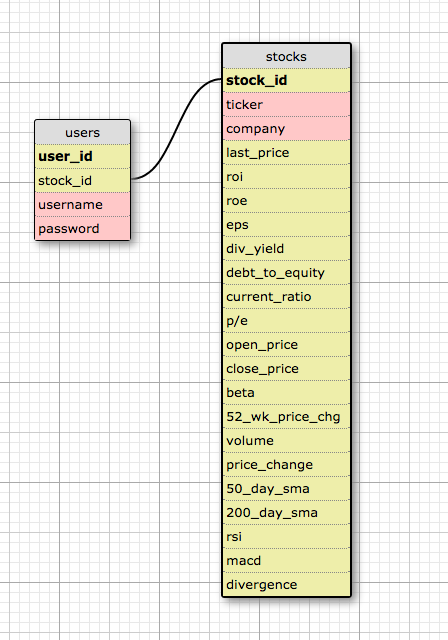 users
user_id
stock_id
username
password
stocks
stock_id
ticker
company
last_price
roi
roe
eps
div_yield
debt_to_equity
current_ratio
p/e
open_price
close_price
beta
52_wk_price_chg
volume
price_change
50_day_sma
200_day_sma
rsi
macd
divergence